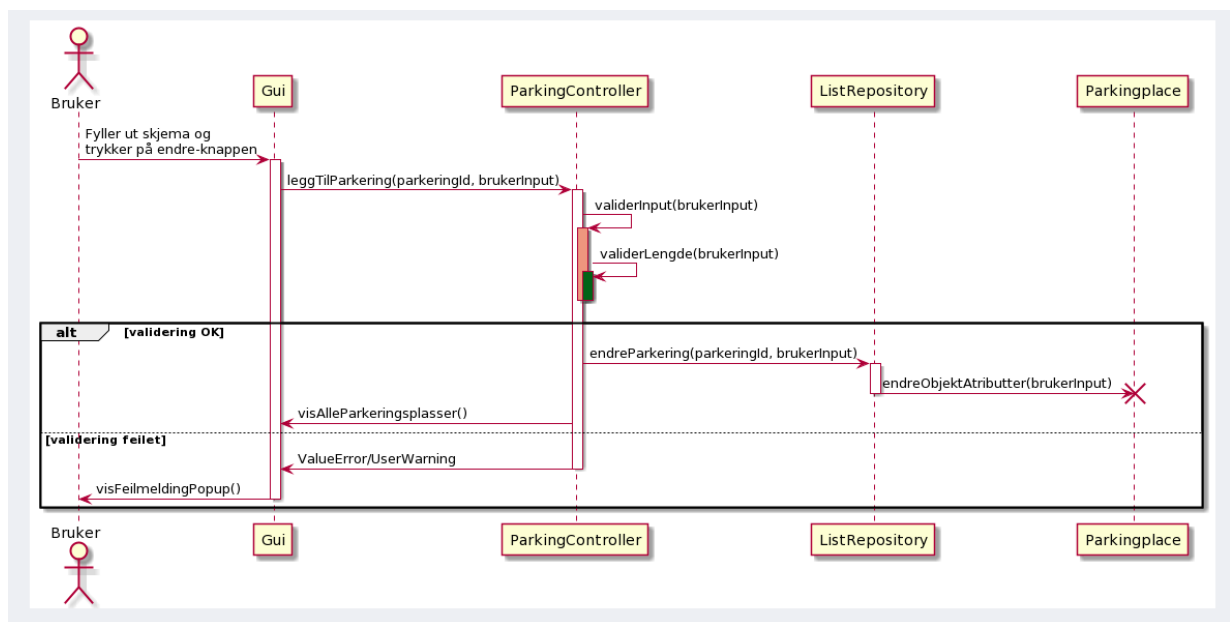 Bruker
Gui
ParkingController
ListRepository
Parkingplace
Fyller ut skjema og
trykker på endre-knappen
leggTilParkering(parkeringId, brukerInput)
validerInput(brukerInput)
validerLengde(brukerInput)
alt
[validering OK]
endreParkering(parkeringId, brukerInput)
endreObjektAtributter(brukerInput)
visAlleParkeringsplasser()
[validering feilet]
ValueError/UserWarning
visFeilmeldingPopup()
Bruker
Gui
ParkingController
ListRepository
Parkingplace